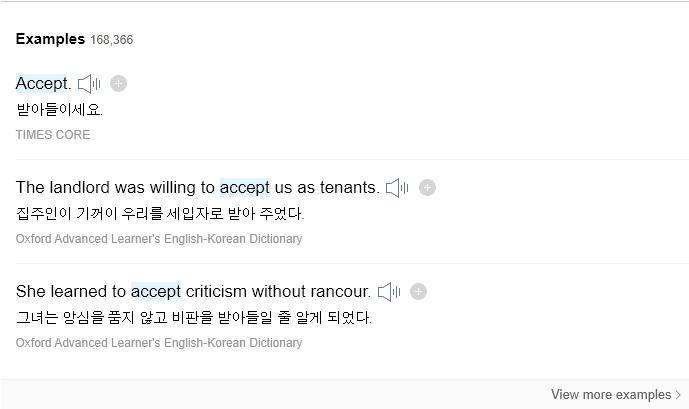 Examples 168,366
Accept.
받아들이세요.
TIMES CORE
The landlord was willing to accept us as tenants.
집주인이 기꺼이 우리를 세입자로 받아 주었다.
Oxford Advanced Learner's English-Korean Dictionary
She learned to accept criticism without rancour.
그녀는 앙심을 품지 않고 비판을 받아들일 줄 알게 되었다.
Oxford Advanced Learner's English-Korean Dictionary
View more examples